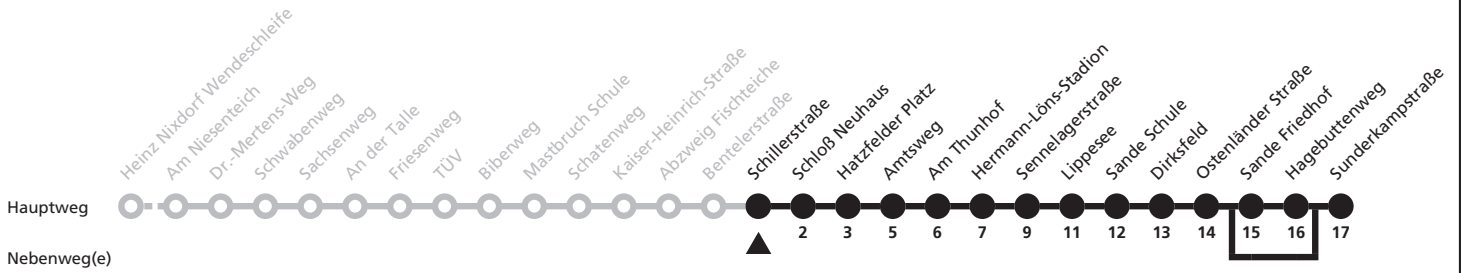 Heinz Nixdorf Wendeschleife
Am Niesenteich
Dr.-Mertens-Weg
Schwabenweg
Sachsenweg
An der Talle
Friesenweg
TÜV
Biberweg
Mastbruch Schule
Schatenweg
Kaiser-Heinrich-Straße
Abzweig Fischteiche
Bentelerstraße
Schillerstraße
Schloß Neuhaus
Hatzfelder Platz
Amtsweg
Am Thunhof
Hermann-Löns-Stadion
Sennelagerstraße
Lippesee
Sande Schule
Dirksfeld
Ostenländer Straße
Sande Friedhof
Hagebuttenweg
Sunderkampstraße
Hauptweg
2 3 5 6 7 9 11 12 13 14 15 16 17
Nebenweg(e)